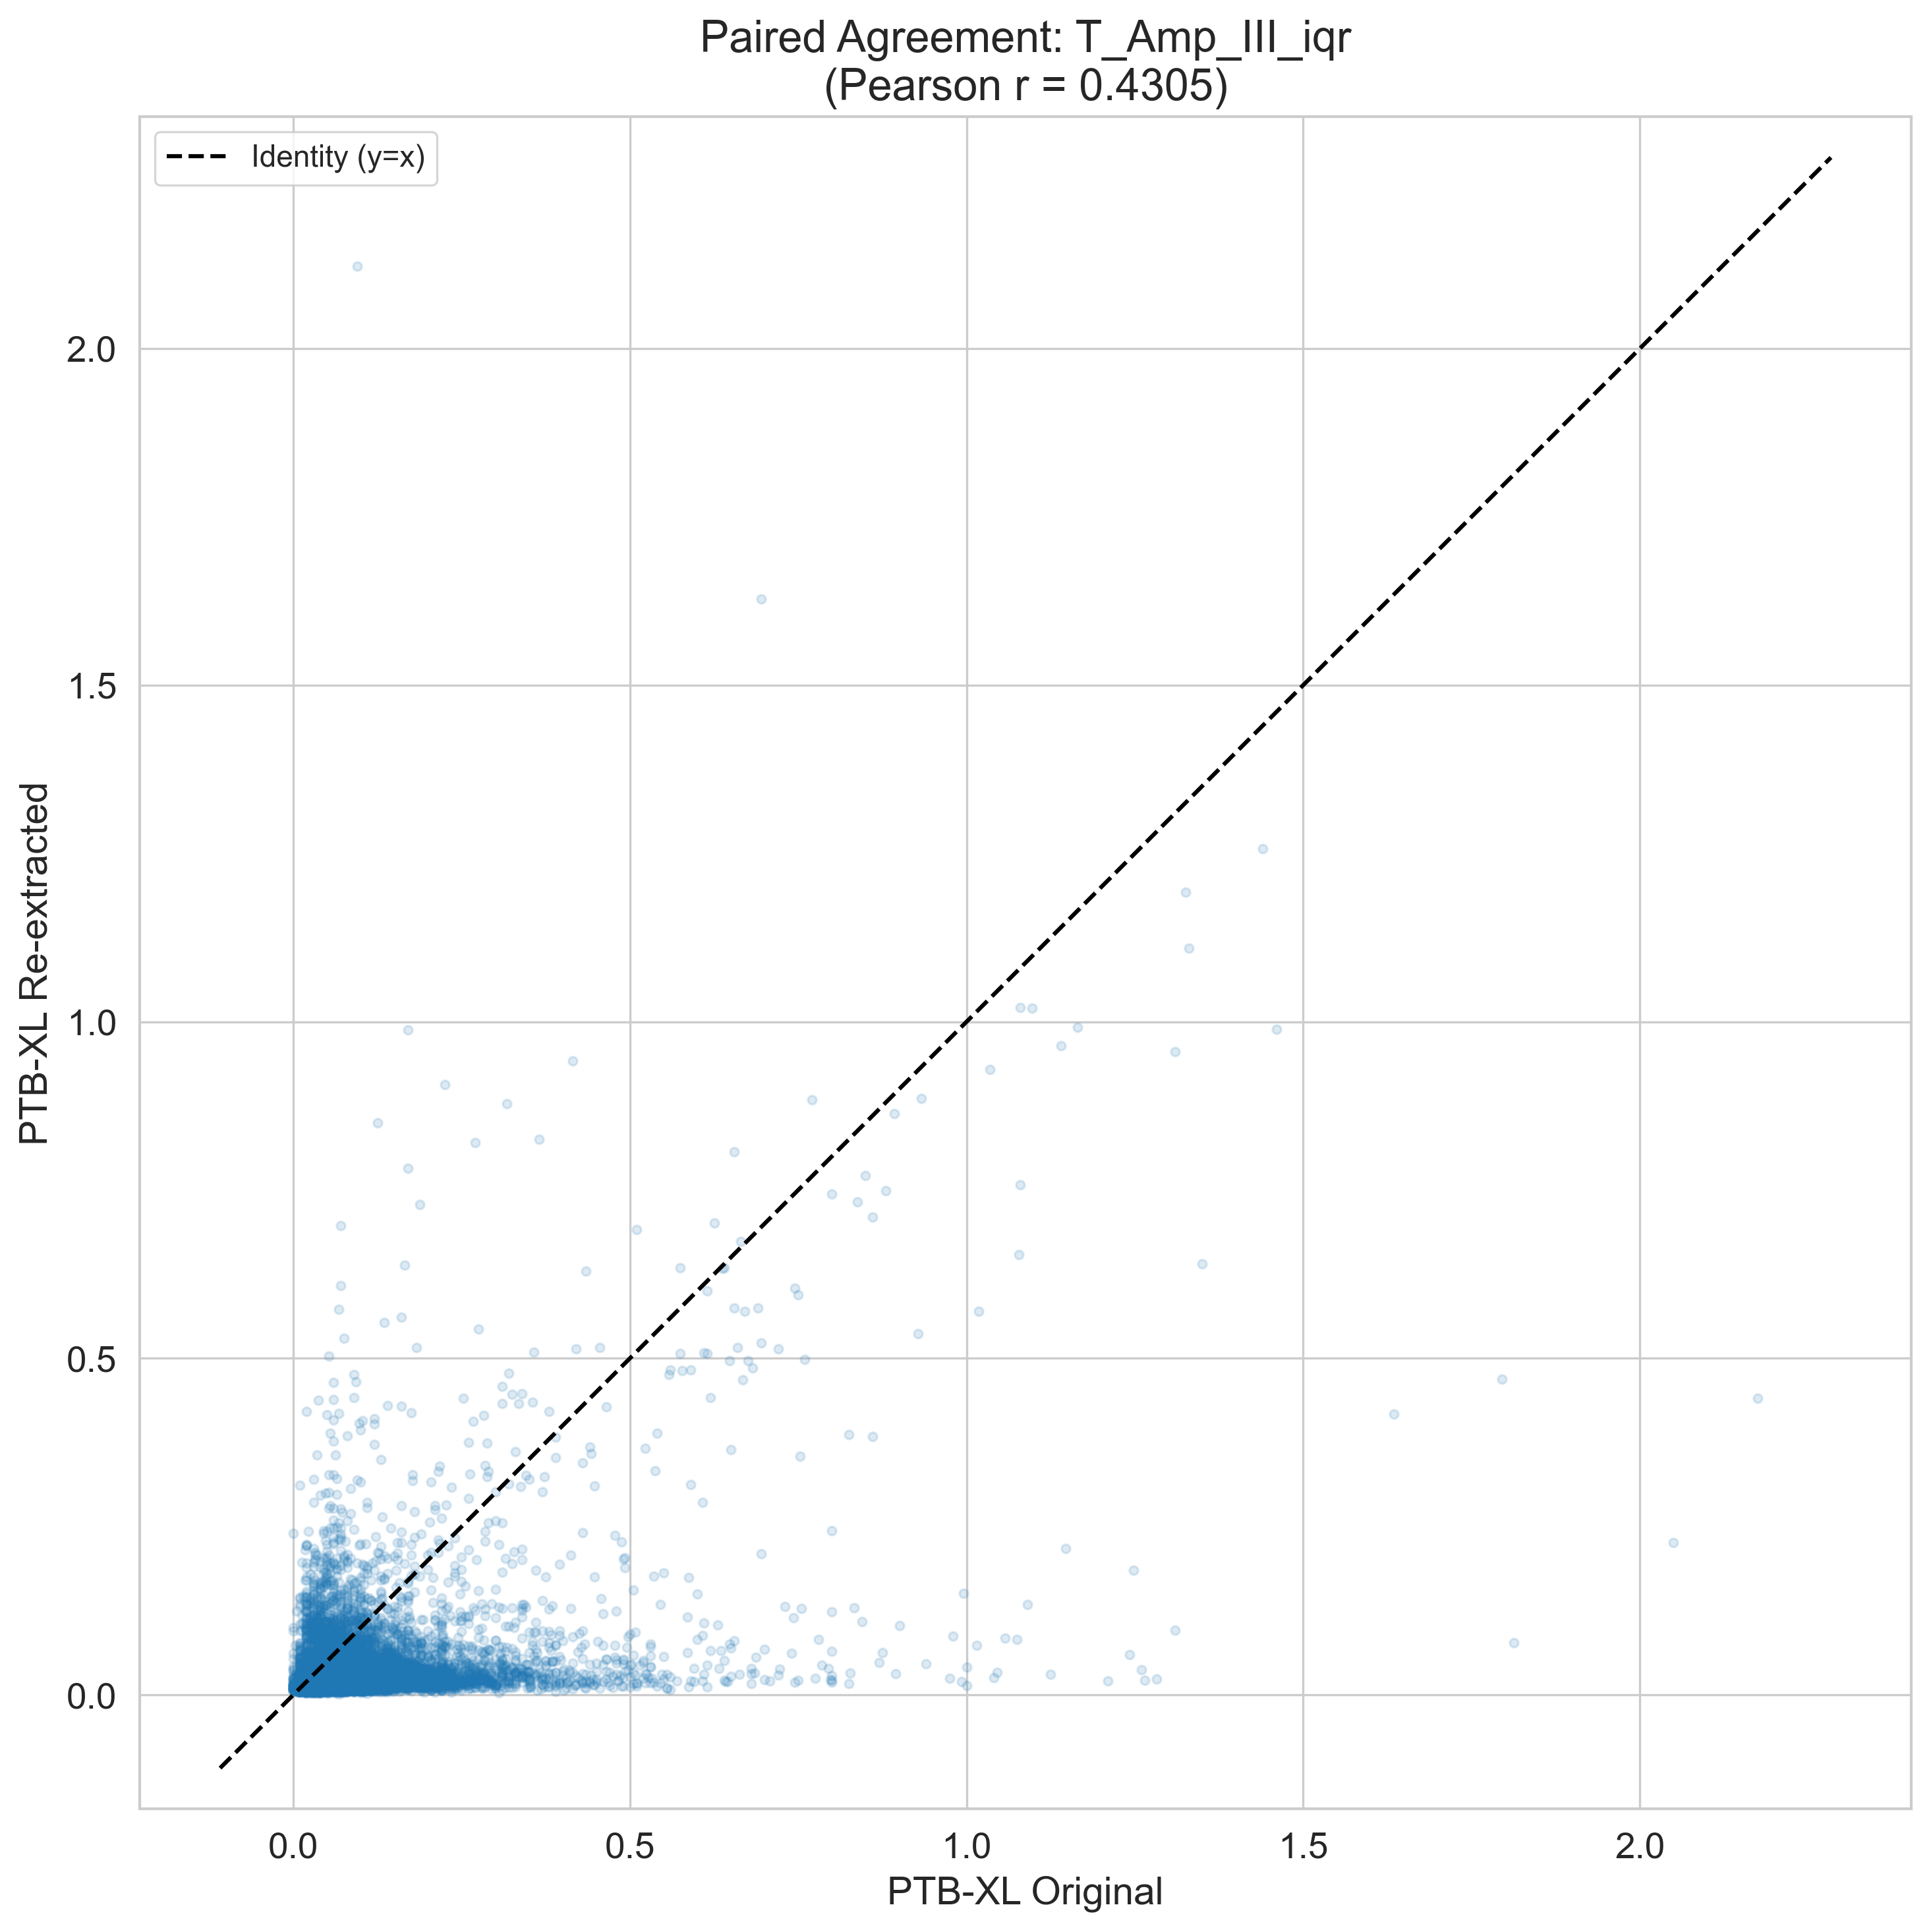 Paired Agreement: T_Amp_III_iqr
(Pearson r = 0.4305)
Identity (y=x)
2.0
1.5
1.0
0.5
0.0
PTB-XL Re-extracted
0.0
0.5
1.0
1.5
2.0
PTB-XL Original